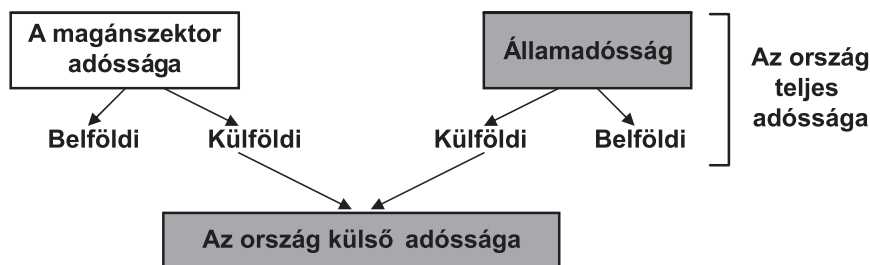 A magánszektor
adóssága
Államadósság
Az ország
teljes
adóssága
Belföldi
Külföldi
Külföldi
Belföldi
Az ország külső adóssága